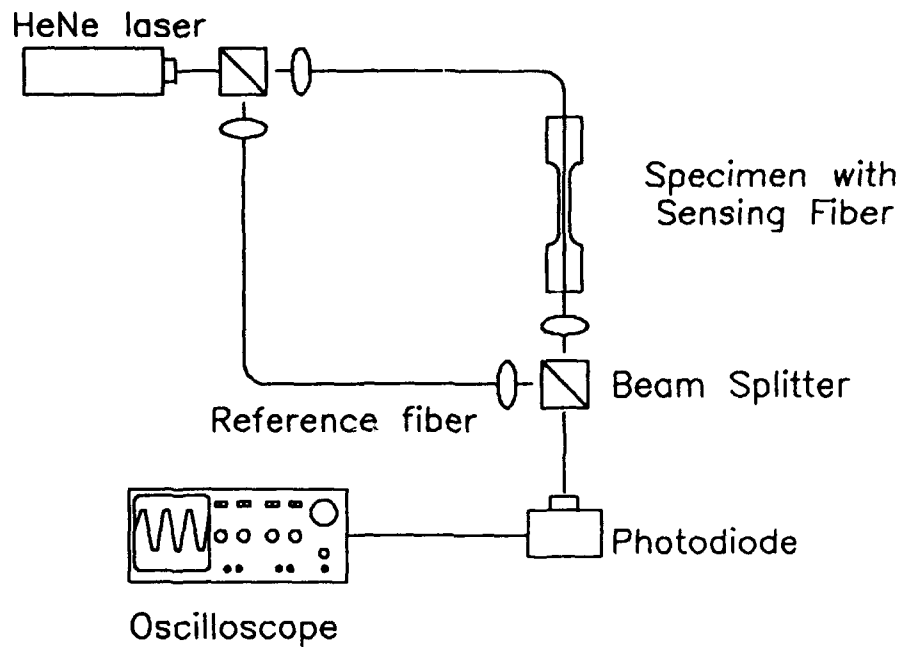 HeNe laser
Specimen with
Sensing Fiber
Beam Splitter
Reference fiber
Photodiode
Oscilloscope